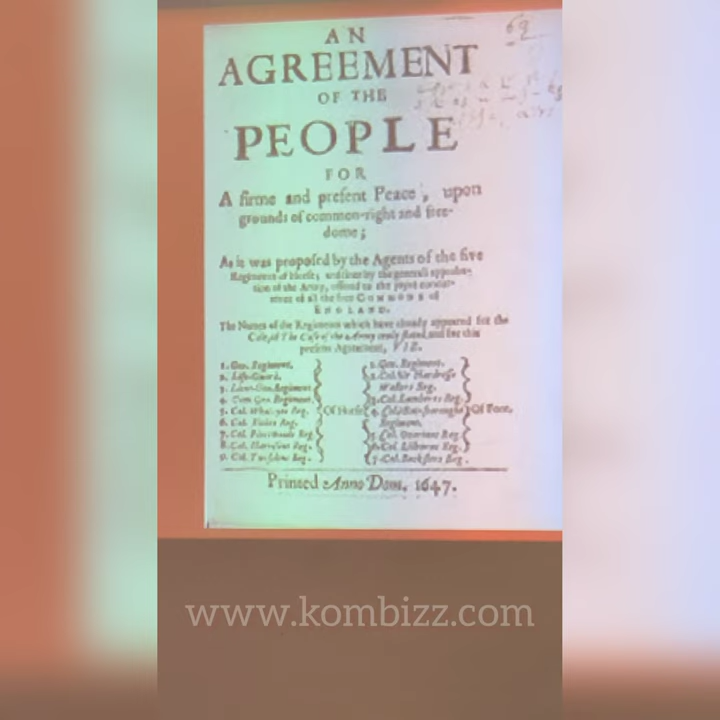 AN
AGREEMENT
OF THE
PEOPLE
FOR
A firme and preſent Peace, upon
grounds of common-right and free-
dome;
As it was propoſed by the Agents of the five
Regiments of Horſe; and ſince by the generall approba-
tion of the Army, offered to the joynt concur-
rence of all the free COMMONS of
ENGLAND.
The Names of the Regiments which have already appeared for the
Caſe, of The Caſe of the Army truly ſtated, and for this
preſent Agreement, VIZ.
1. Gen. Regiment.
2. Life-Guard.
3. Lieut-Gen. Regiment
4. Com Gen. Regiment.
5. Col. Whaleyes Reg.
6. Col. Riches Reg.
7. Col. Fleetwoods Reg.
8. Col. Harriſons Reg.
9. Col. Twiſldens Reg.
Of Horſe
1. Gen. Regiment.
2. Col. Sir Hardreſſe
Wallers Reg.
3. Col. Lamberts Reg.
4. Col. Rainsboroughs
Regiment.
5. Col. Overtons Reg.
6. Col. Lilburns Reg.
7. Col. Backſters Reg.
Of Foot.
Printed Anno Dom. 1647.
69
www.kombizz.com